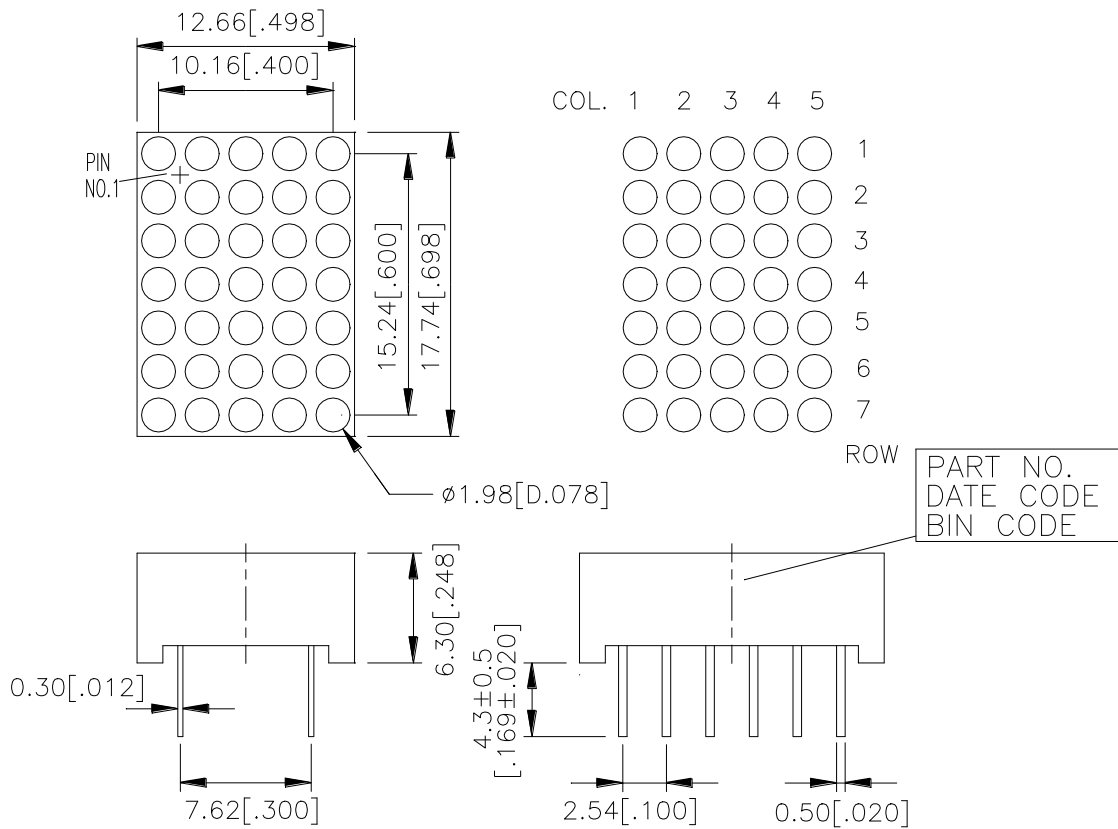 12.66[.498]
10.16[.400]
PIN
NO.1
15.24[.600]
17.74[.698]
ø1.98[D.078]
COL. 1 2 3 4 5
1
2
3
4
5
6
7
ROW
PART NO.
DATE CODE
BIN CODE
6.30[.248]
0.30[.012]
7.62[.300]
4.3±0.5
[.169±.020]
2.54[.100]
0.50[.020]